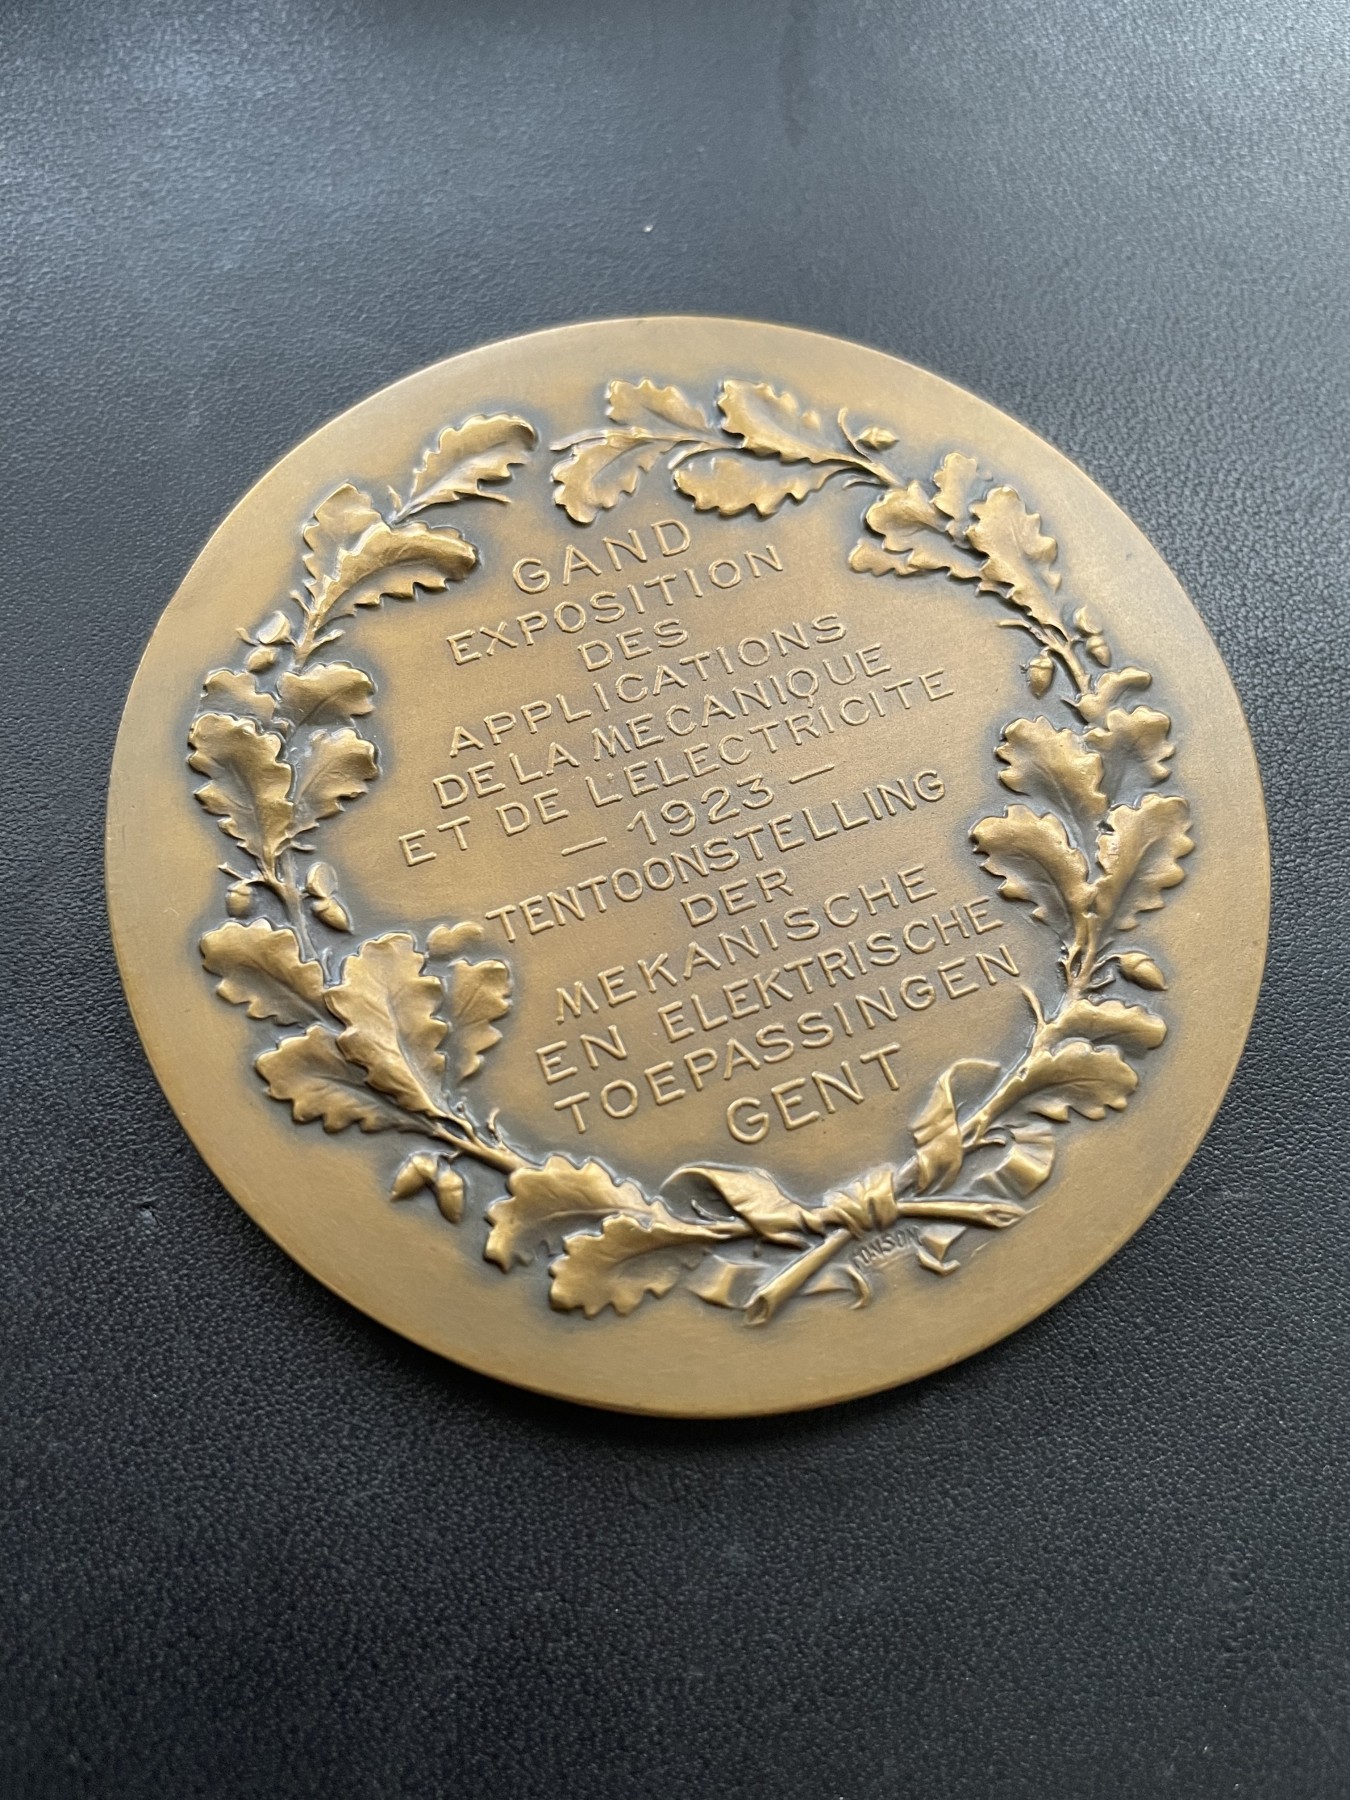 GAND
EXPOSITION
DES
APPLICATIONS
DE LA MECANIQUE
ET DE L'ELECTRICITE
— 1923 —
TENTOONSTELLING
DER
MEKANISCHE
EN ELEKTRISCHE
TOEPASSINGEN
GENT